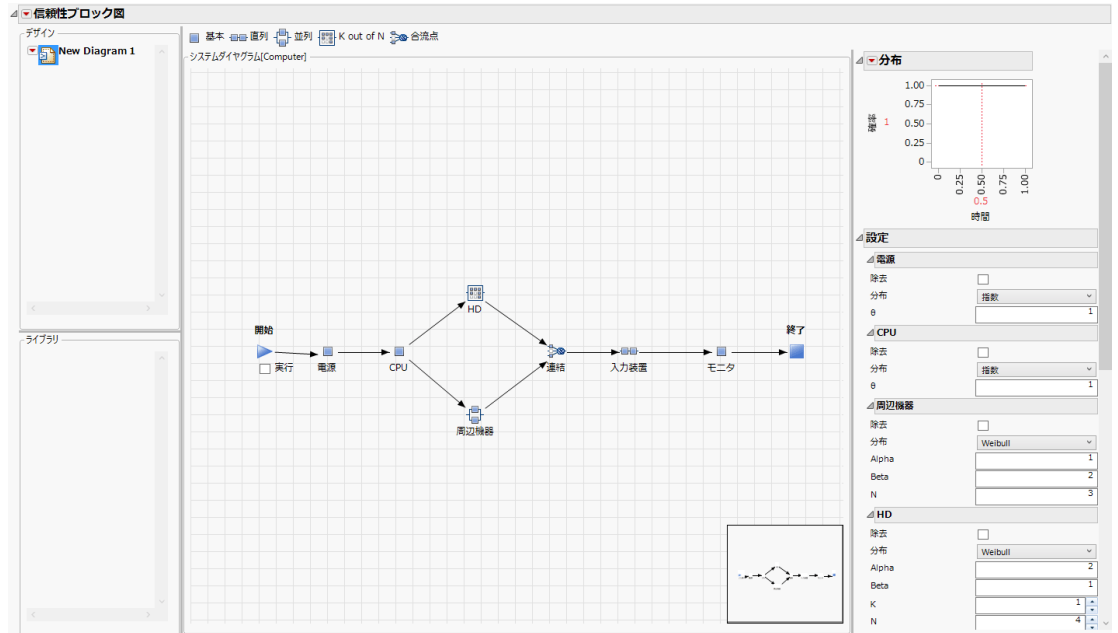 信頼性ブロック図
デザイン
New Diagram 1
ライブラリ
基本 直列 並列 K out of N 合流点
システムダイヤグラム[Computer]
HD
開始
終了
実行
電源
CPU
連結
入力装置
モニタ
周辺機器
分布
1.00
0.75
0.50
0.25
0
確率
1
0
0.25
0.50
0.75
1.00
0.5
時間
設定
電源
除去
分布 指数
θ 1
CPU
除去
分布 指数
θ 1
周辺機器
除去
分布 Weibull
Alpha 1
Beta 2
N 3
HD
除去
分布 Weibull
Alpha 2
Beta 1
K 1
N 4